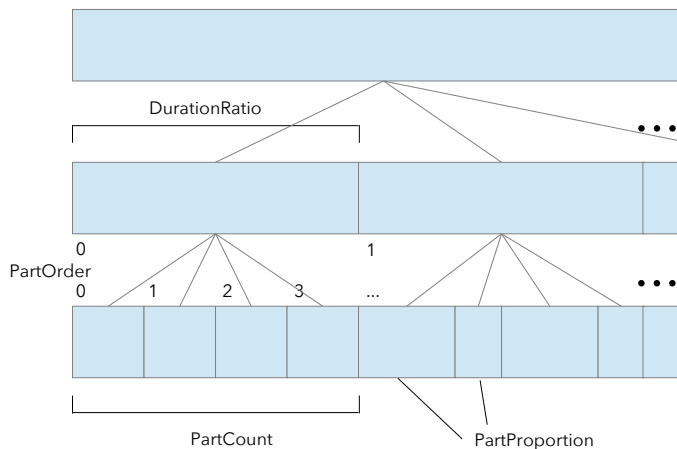 DurationRatio
...
0 1
PartOrder
0 1 2 3 ... ...
PartCount
PartProportion